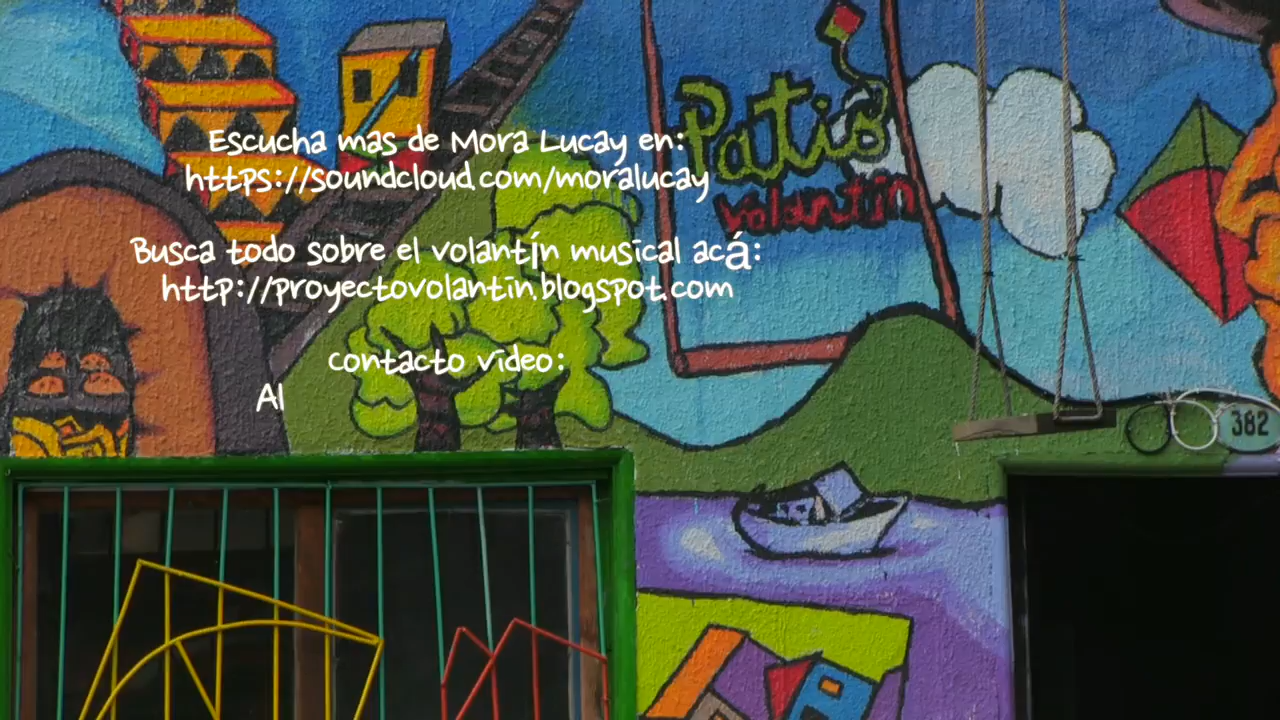 Escucha mas de Mora Lucay en:
https://soundcloud.com/moralucay
Busca todo sobre el volantín musical acá:
http://proyectovolantin.blogspot.com
contacto video:
Al
Patio
volantín
382